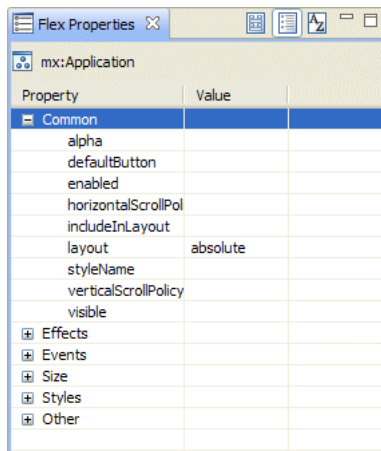 Flex Properties
AZ
mx:Application
Property Value
Common
alpha
defaultButton
enabled
horizontalScrollPol
includeInLayout
layout absolute
styleName
verticalScrollPolicy
visible
Effects
Events
Size
Styles
Other